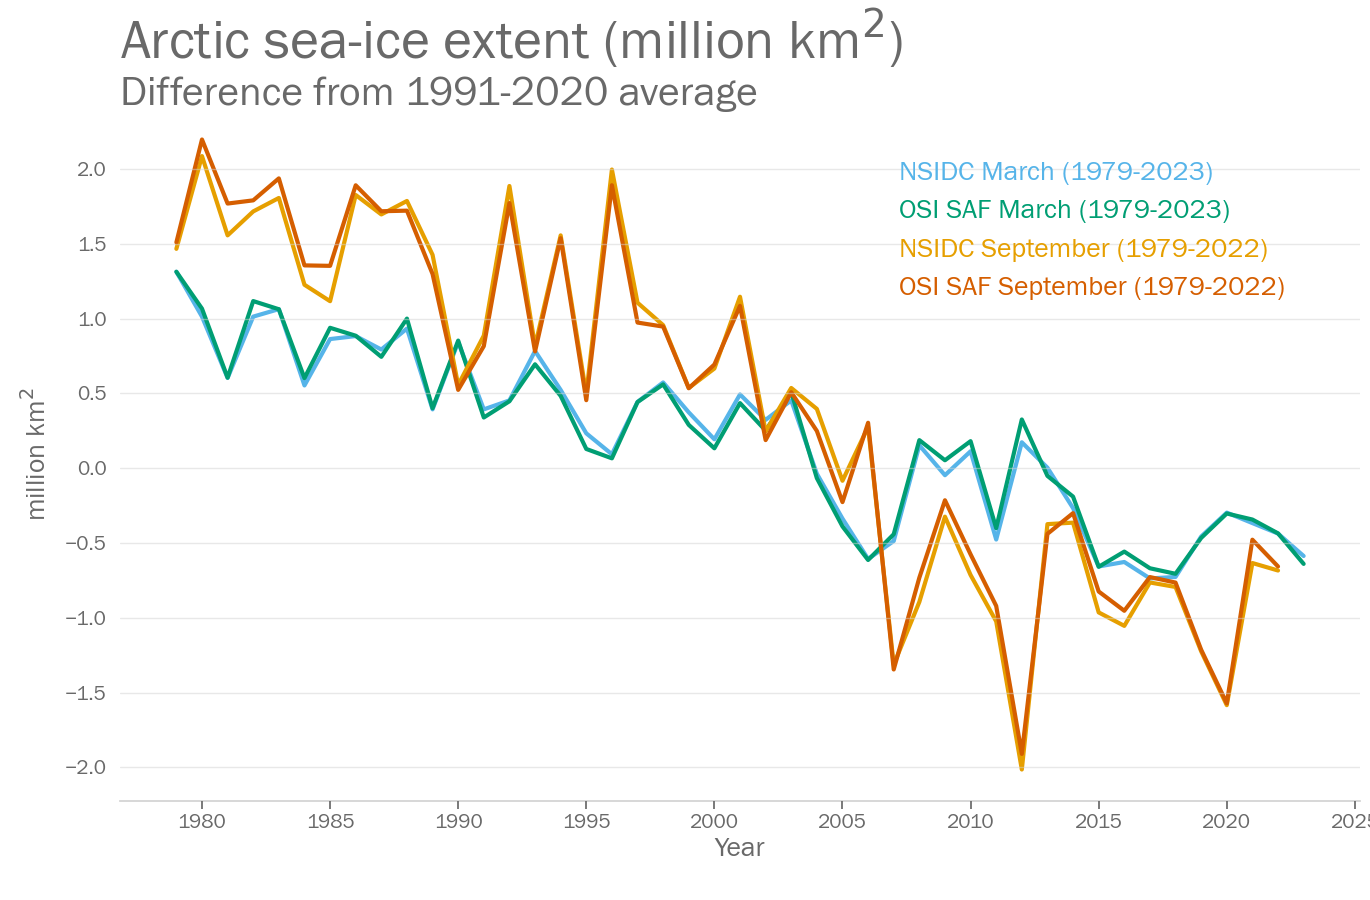 Arctic sea-ice extent (million km²)
Difference from 1991-2020 average
NSIDC March (1979-2023)
OSI SAF March (1979-2023)
NSIDC September (1979-2022)
OSI SAF September (1979-2022)
million km²
2.0
1.5
1.0
0.5
0.0
−0.5
−1.0
−1.5
−2.0
1980 1985 1990 1995 2000 2005 2010 2015 2020 2025
Year